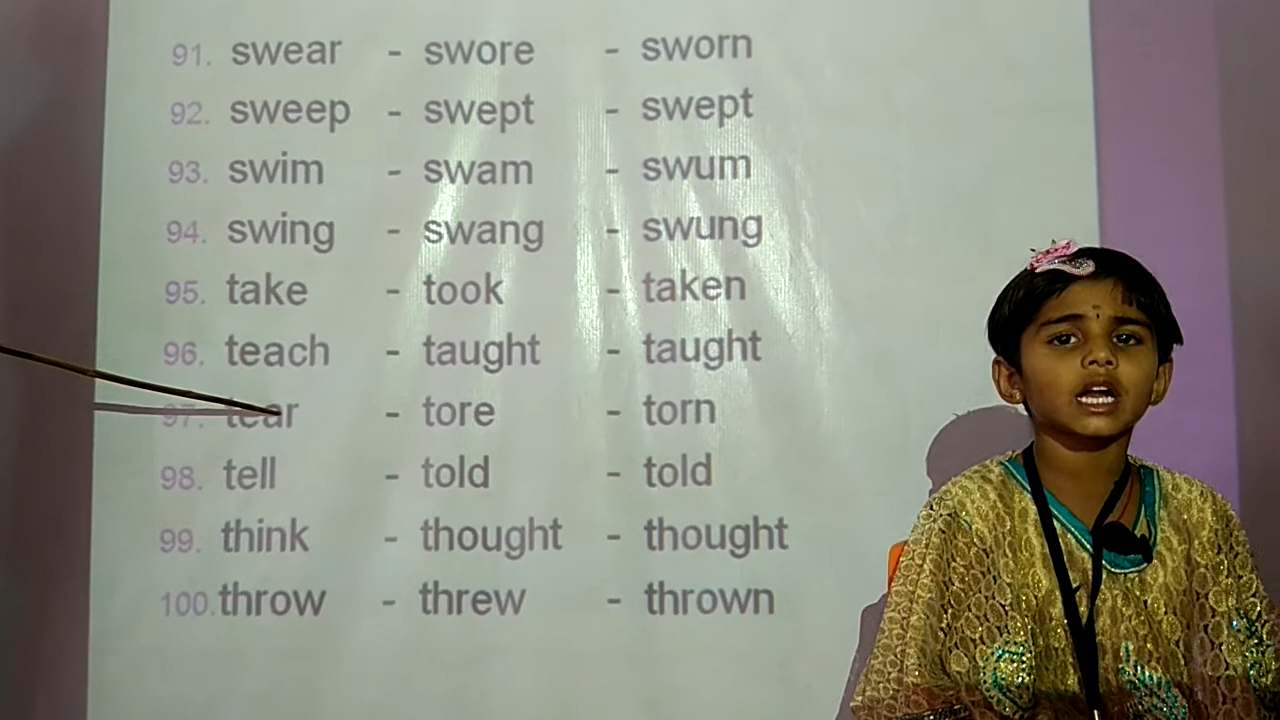 91. swear - swore - sworn
92. sweep - swept - swept
93. swim - swam - swum
94. swing - swang - swung
95. take - took - taken
96. teach - taught - taught
97. tear - tore - torn
98. tell - told - told
99. think - thought - thought
100. throw - threw - thrown